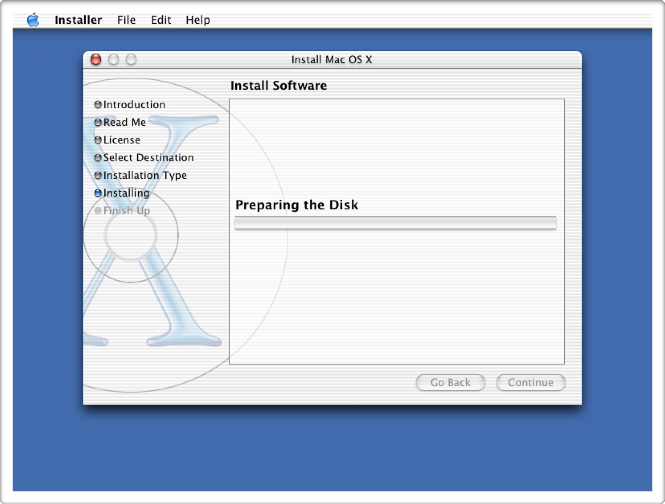 Installer File Edit Help
Install Mac OS X
Install Software
Introduction
Read Me
License
Select Destination
Installation Type
Installing
Finish Up
Preparing the Disk
Go Back Continue